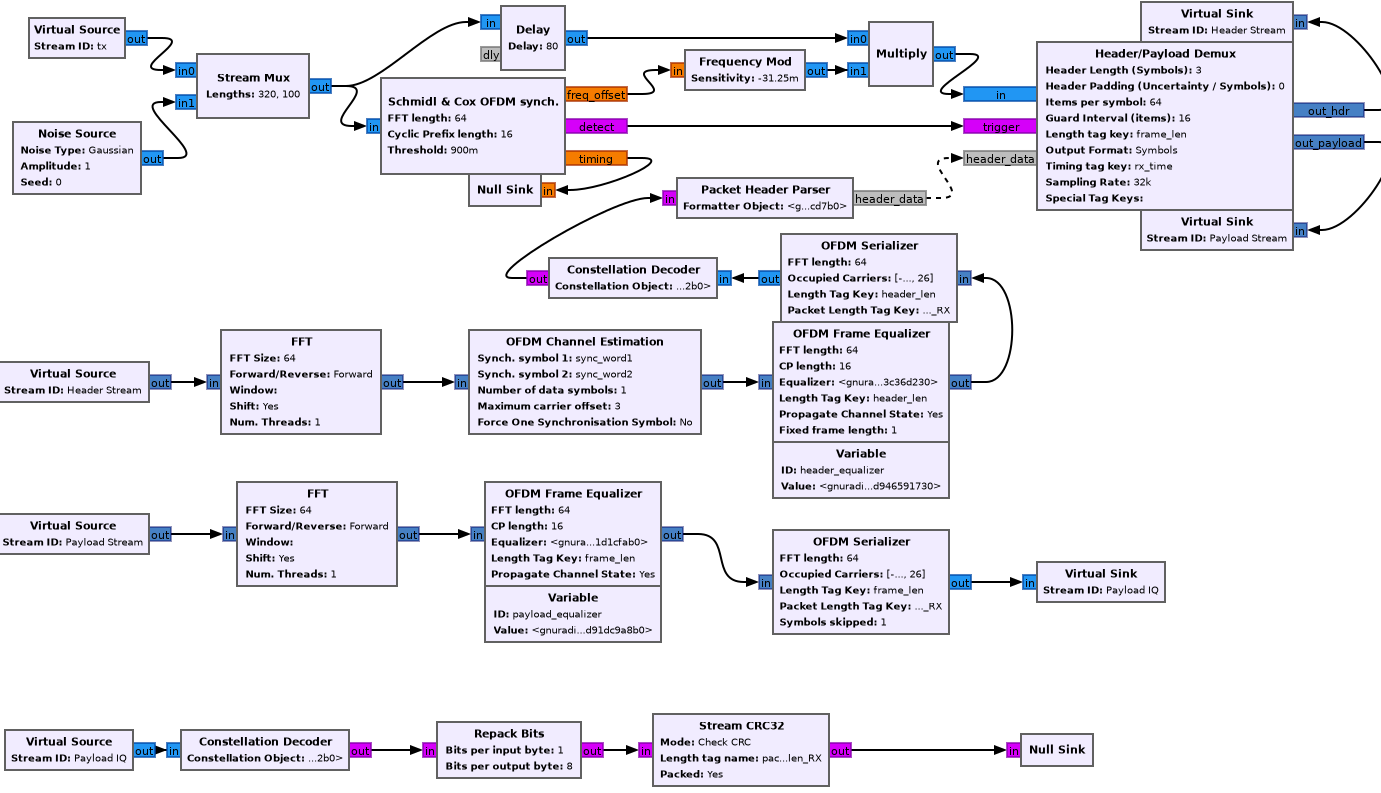 Virtual Source
Stream ID: tx
out
in0
in1
Stream Mux
Lengths: 320, 100
out
Noise Source
Noise Type: Gaussian
Amplitude: 1
Seed: 0
out
in
dly
Delay
Delay: 80
out
in
Schmidl & Cox OFDM synch.
FFT length: 64
Cyclic Prefix length: 16
Threshold: 900m
freq_offset
detect
timing
Null Sink
in
in
Frequency Mod
Sensitivity: -31.25m
out
in0
in1
Multiply
out
Virtual Sink
Stream ID: Header Stream
in
in
trigger
header_data
Header/Payload Demux
Header Length (Symbols): 3
Header Padding (Uncertainty / Symbols): 0
Items per symbol: 64
Guard Interval (items): 16
Length tag key: frame_len
Output Format: Symbols
Timing tag key: rx_time
Sampling Rate: 32k
Special Tag Keys:
out_hdr
out_payload
Virtual Sink
Stream ID: Payload Stream
in
in
Packet Header Parser
Formatter Object: <g...cd7b0>
header_data
out
Constellation Decoder
Constellation Object: ...2b0>
in
out
OFDM Serializer
FFT length: 64
Occupied Carriers: [-..., 26]
Length Tag Key: header_len
Packet Length Tag Key: ..._RX
in
Virtual Source
Stream ID: Header Stream
out
in
FFT
FFT Size: 64
Forward/Reverse: Forward
Window:
Shift: Yes
Num. Threads: 1
out
in
OFDM Channel Estimation
Synch. symbol 1: sync_word1
Synch. symbol 2: sync_word2
Number of data symbols: 1
Maximum carrier offset: 3
Force One Synchronisation Symbol: No
out
in
OFDM Frame Equalizer
FFT length: 64
CP length: 16
Equalizer: <gnura...3c36d230>
Length Tag Key: header_len
Propagate Channel State: Yes
Fixed frame length: 1
out
Variable
ID: header_equalizer
Value: <gnuradi...d946591730>
Virtual Source
Stream ID: Payload Stream
out
in
FFT
FFT Size: 64
Forward/Reverse: Forward
Window:
Shift: Yes
Num. Threads: 1
out
in
OFDM Frame Equalizer
FFT length: 64
CP length: 16
Equalizer: <gnura...1d1cfab0>
Length Tag Key: frame_len
Propagate Channel State: Yes
out
Variable
ID: payload_equalizer
Value: <gnuradi...d91dc9a8b0>
in
OFDM Serializer
FFT length: 64
Occupied Carriers: [-..., 26]
Length Tag Key: frame_len
Packet Length Tag Key: ..._RX
Symbols skipped: 1
out
in
Virtual Sink
Stream ID: Payload IQ
Virtual Source
Stream ID: Payload IQ
out
in
Constellation Decoder
Constellation Object: ...2b0>
out
in
Repack Bits
Bits per input byte: 1
Bits per output byte: 8
out
in
Stream CRC32
Mode: Check CRC
Length tag name: pac...len_RX
Packed: Yes
out
in
Null Sink